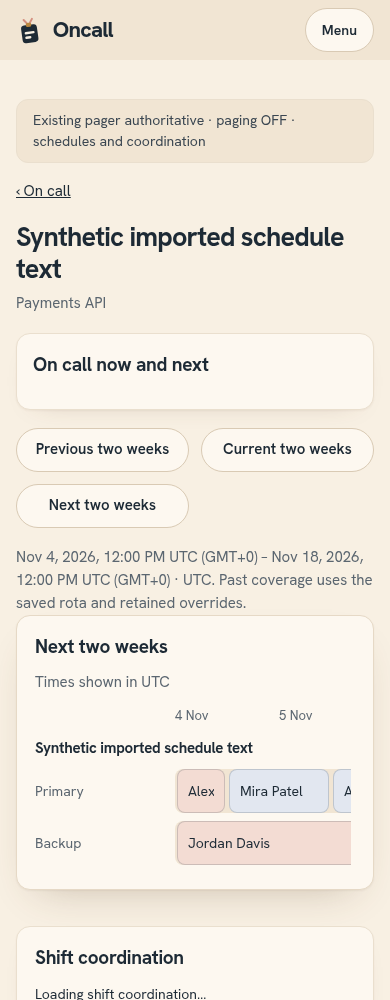 Oncall
Menu
Existing pager authoritative · paging OFF ·
schedules and coordination
‹ On call
Synthetic imported schedule
text
Payments API
On call now and next
Previous two weeks
Current two weeks
Next two weeks
Nov 4, 2026, 12:00 PM UTC (GMT+0) – Nov 18, 2026,
12:00 PM UTC (GMT+0) · UTC. Past coverage uses the
saved rota and retained overrides.
Next two weeks
Times shown in UTC
4 Nov 5 Nov
Synthetic imported schedule text
Primary Alex Mira Patel
Backup Jordan Davis
Shift coordination
Loading shift coordination...